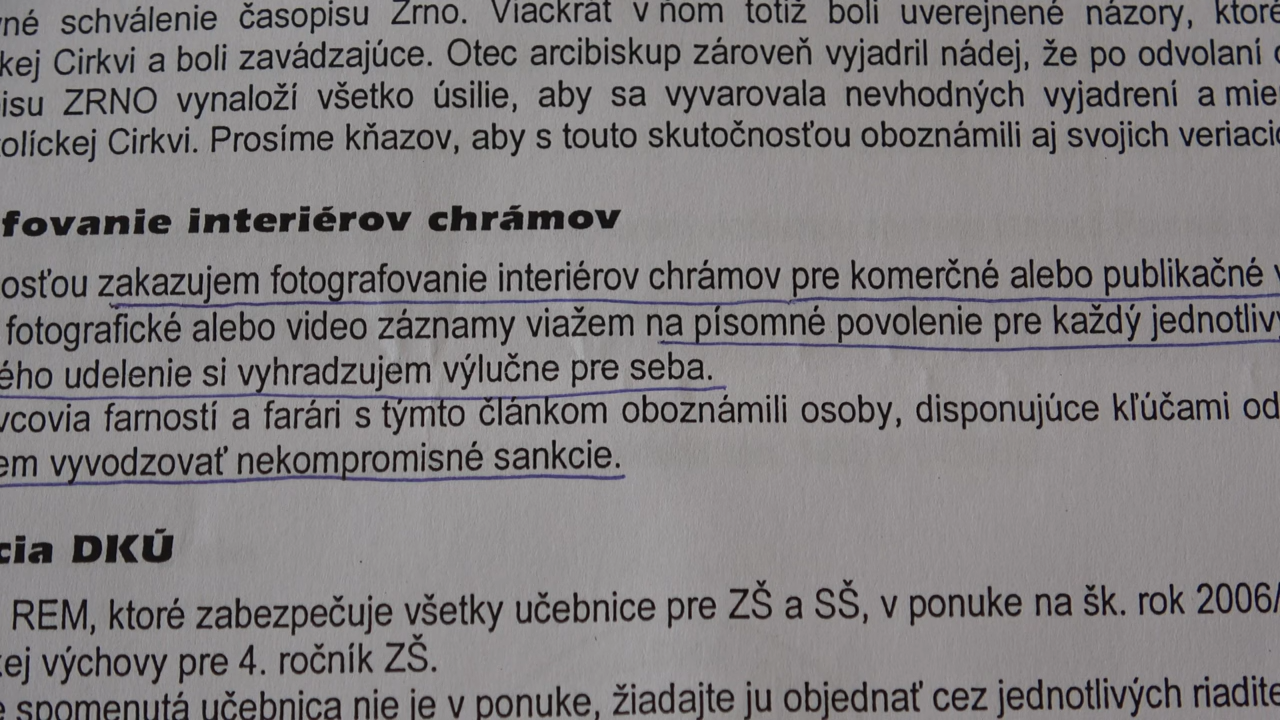 né schválenie časopisu Zrno. Viackrát v ňom totiž boli uverejnené názory, ktoré
kej Cirkvi a boli zavádzajúce. Otec arcibiskup zároveň vyjadril nádej, že po odvolaní
isu ZRNO vynaloží všetko úsilie, aby sa vyvarovala nevhodných vyjadrení a mie
olíckej Cirkvi. Prosíme kňazov, aby s touto skutočnosťou oboznámili aj svojich veriaci
fovanie interiérov chrámov
osťou zakazujem fotografovanie interiérov chrámov pre komerčné alebo publikačné
fotografické alebo video záznamy viažem na písomné povolenie pre každý jednotliv
ého udelenie si vyhradzujem výlučne pre seba.
vcovia farností a farári s týmto článkom oboznámili osoby, disponujúce kľúčami od
em vyvodzovať nekompromisné sankcie.
cia DKÚ
REM, ktoré zabezpečuje všetky učebnice pre ZŠ a SŠ, v ponuke na šk. rok 2006/
ej výchovy pre 4. ročník ZŠ.
e spomenutá učebnica nie je v ponuke, žiadajte ju objednať cez jednotlivých riadite